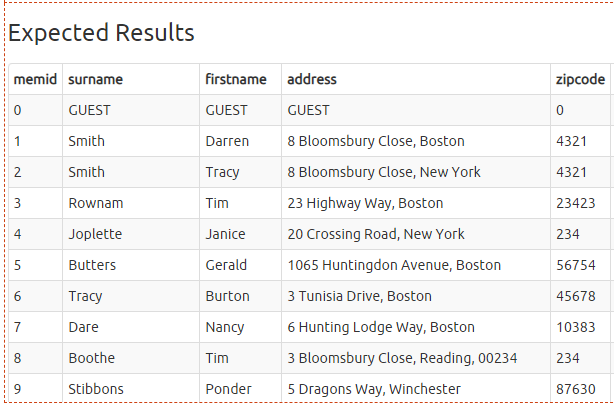 Expected Results
memid surname firstname address zipcode
0 GUEST GUEST GUEST 0
1 Smith Darren 8 Bloomsbury Close, Boston 4321
2 Smith Tracy 8 Bloomsbury Close, New York 4321
3 Rownam Tim 23 Highway Way, Boston 23423
4 Joplette Janice 20 Crossing Road, New York 234
5 Butters Gerald 1065 Huntingdon Avenue, Boston 56754
6 Tracy Burton 3 Tunisia Drive, Boston 45678
7 Dare Nancy 6 Hunting Lodge Way, Boston 10383
8 Boothe Tim 3 Bloomsbury Close, Reading, 00234 234
9 Stibbons Ponder 5 Dragons Way, Winchester 87630